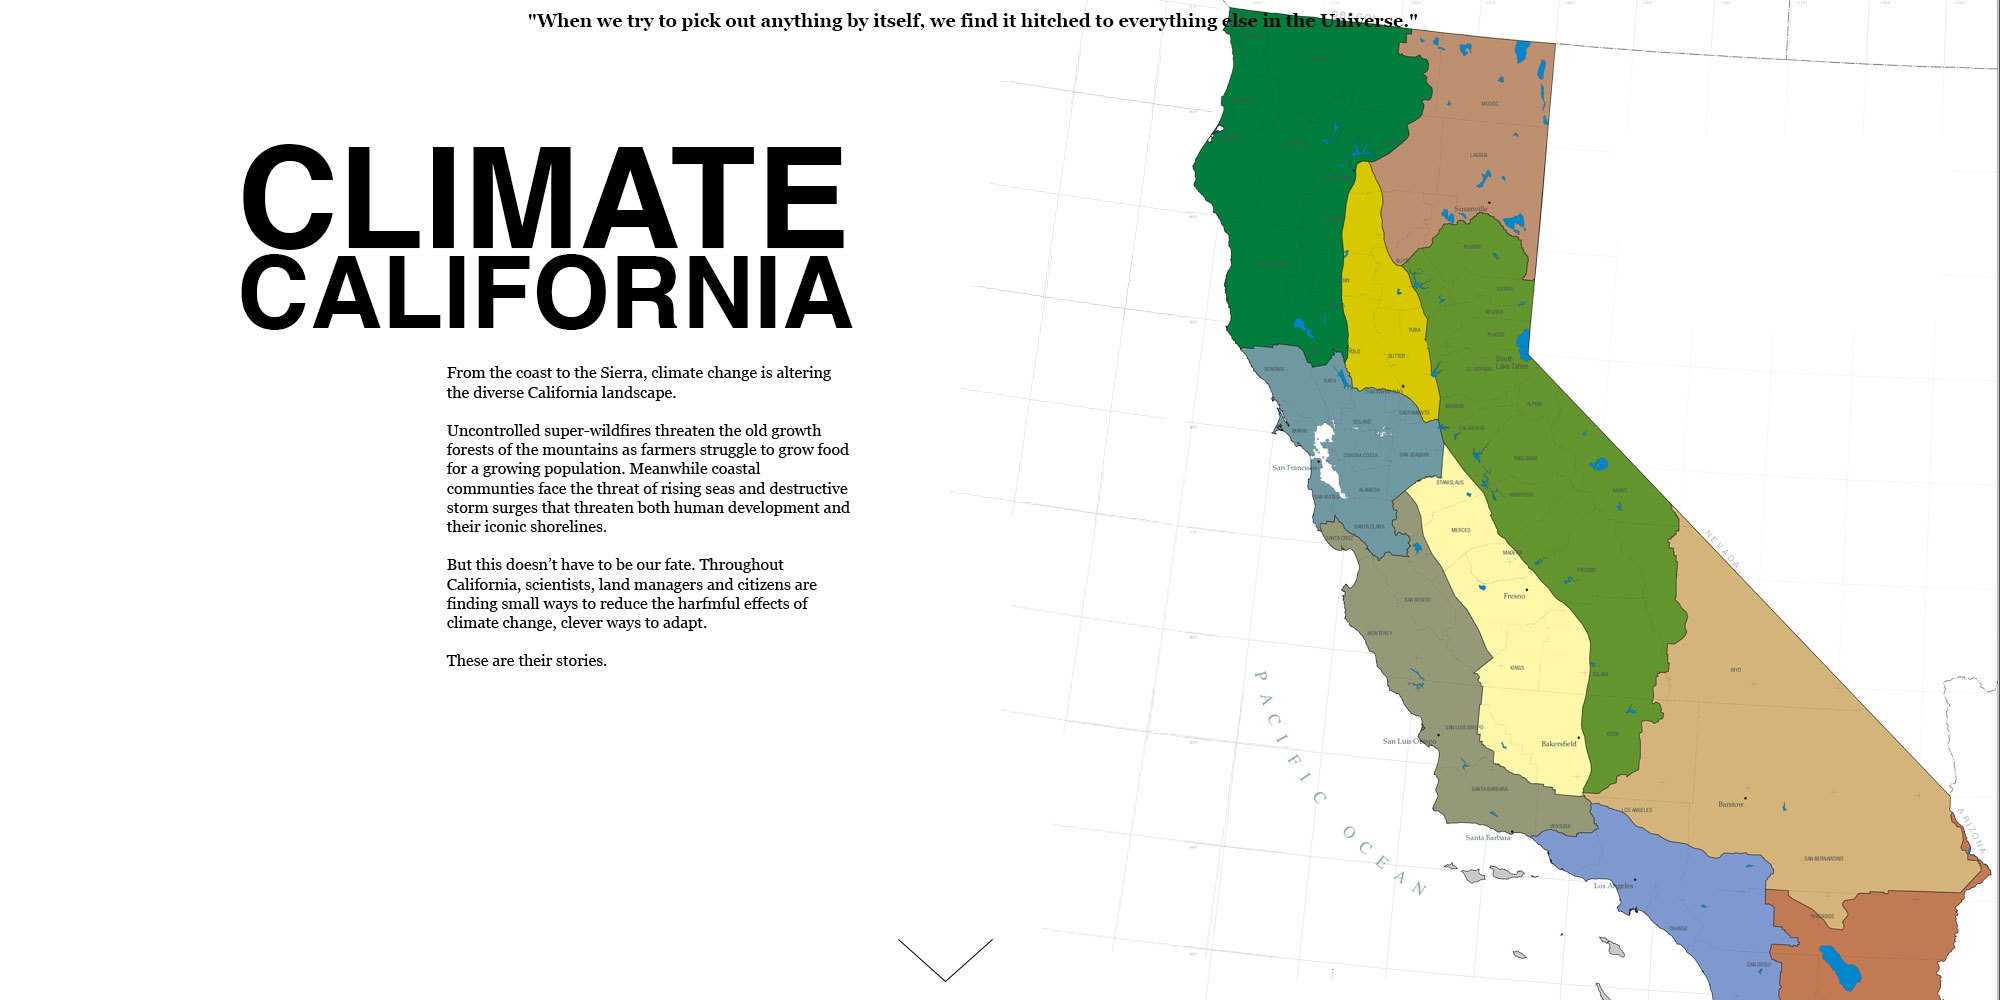 "When we try to pick out anything by itself, we find it hitched to everything else in the Universe."
CLIMATE
CALIFORNIA
From the coast to the Sierra, climate change is altering
the diverse California landscape.
Uncontrolled super-wildfires threaten the old growth
forests of the mountains as farmers struggle to grow food
for a growing population. Meanwhile coastal
communties face the threat of rising seas and destructive
storm surges that threaten both human development and
their iconic shorelines.
But this doesn’t have to be our fate. Throughout
California, scientists, land managers and citizens are
finding small ways to reduce the harfmful effects of
climate change, clever ways to adapt.
These are their stories.
MODOC
LASSEN
Susanville
PLUMAS
SIERRA
NEVADA
YUBA
PLACER
SUTTER
South
Lake Tahoe
EL DORADO
SONOMA
NAPA
Sacramento
SACRAMENTO
AMADOR
ALPINE
SOLANO
CALAVERAS
MARIN
CONTRA COSTA
SAN JOAQUIN
TUOLUMNE
San Francisco
STANISLAUS
ALAMEDA
SAN MATEO
MARIPOSA
MONO
SANTA CLARA
MERCED
SANTA CRUZ
NEVADA
MADERA
FRESNO
Fresno
SAN BENITO
MONTEREY
KINGS
INYO
TULARE
PACIFIC OCEAN
SAN LUIS OBISPO
KERN
San Luis Obispo
Bakersfield
SANTA BARBARA
Barstow
LOS ANGELES
VENTURA
Santa Barbara
ARIZONA
SAN BERNARDINO
Los Angeles
RIVERSIDE
ORANGE
SAN DIEGO